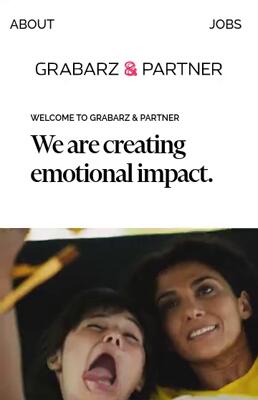 ABOUT JOBS
GRABARZ & PARTNER
WELCOME TO GRABARZ & PARTNER
We are creating
emotional impact.